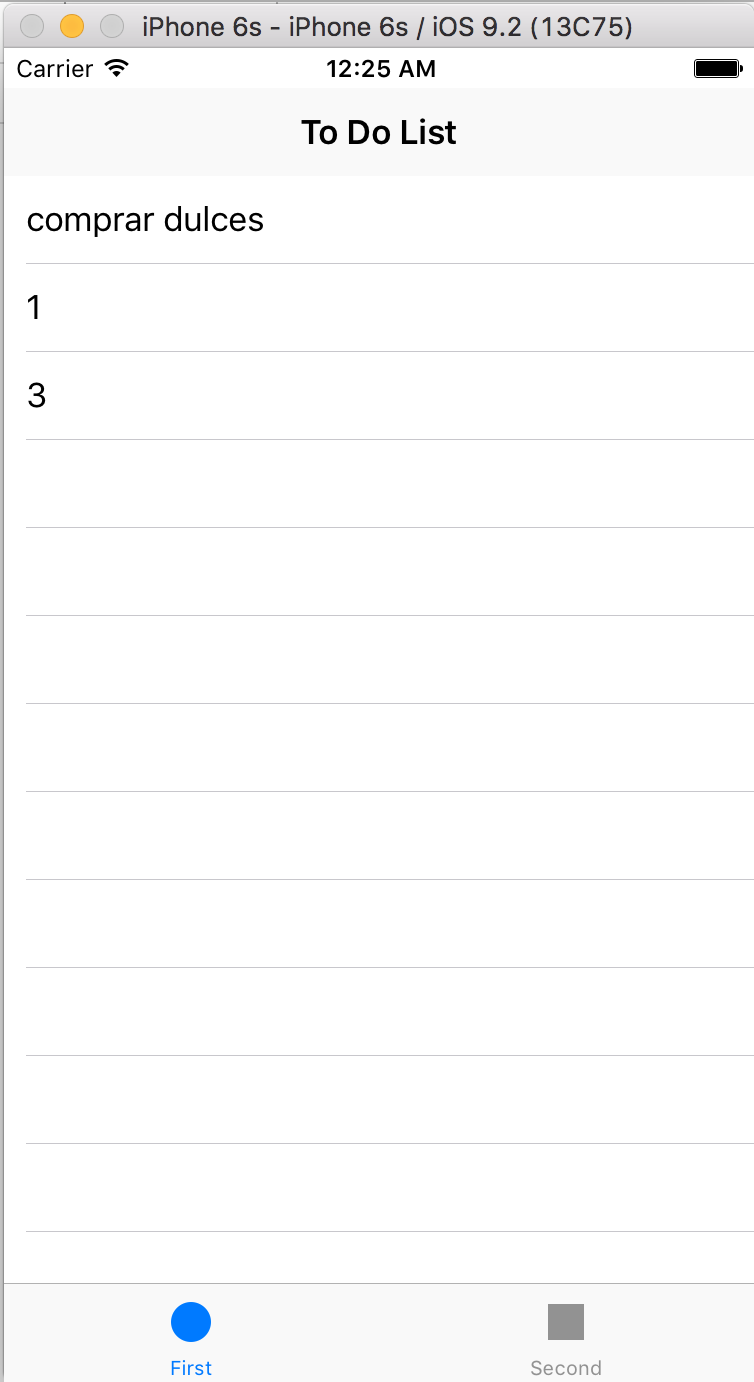 iPhone 6s - iPhone 6s / iOS 9.2 (13C75)
Carrier 12:25 AM
To Do List
comprar dulces
1
3
First Second